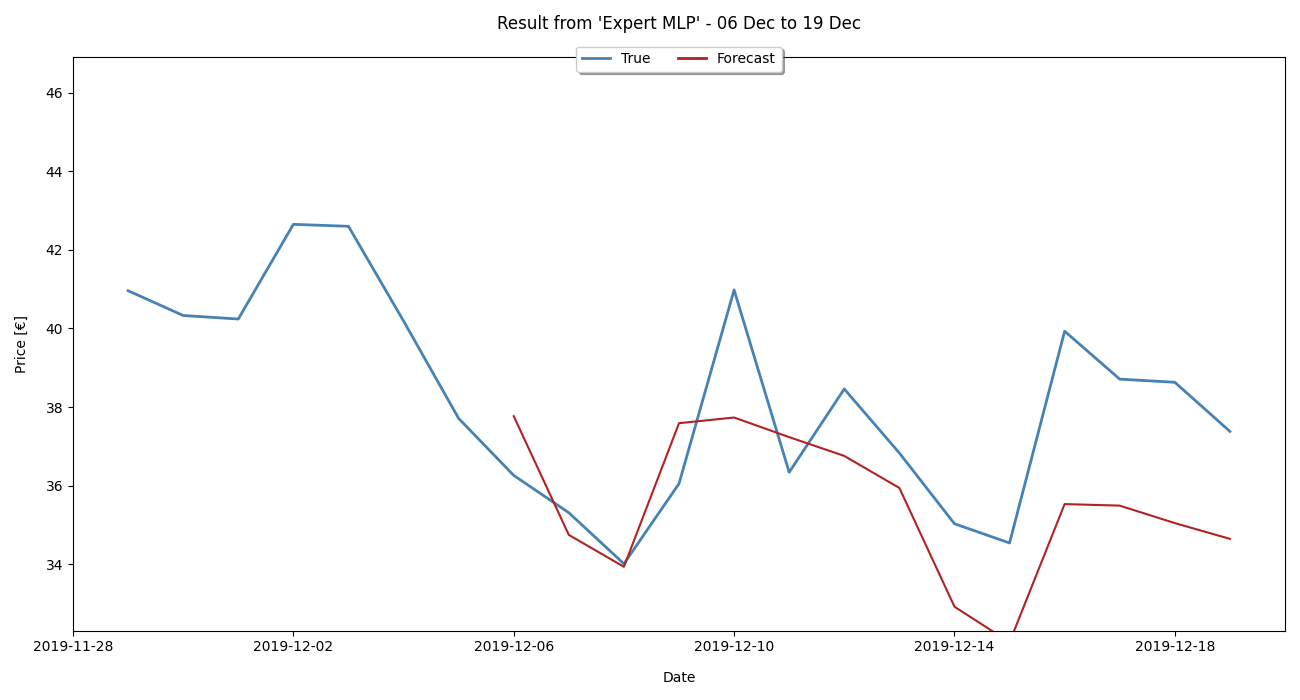 Result from 'Expert MLP' - 06 Dec to 19 Dec
True Forecast
46
44
42
40
38
36
34
Price [€]
2019-11-28 2019-12-02 2019-12-06 2019-12-10 2019-12-14 2019-12-18
Date